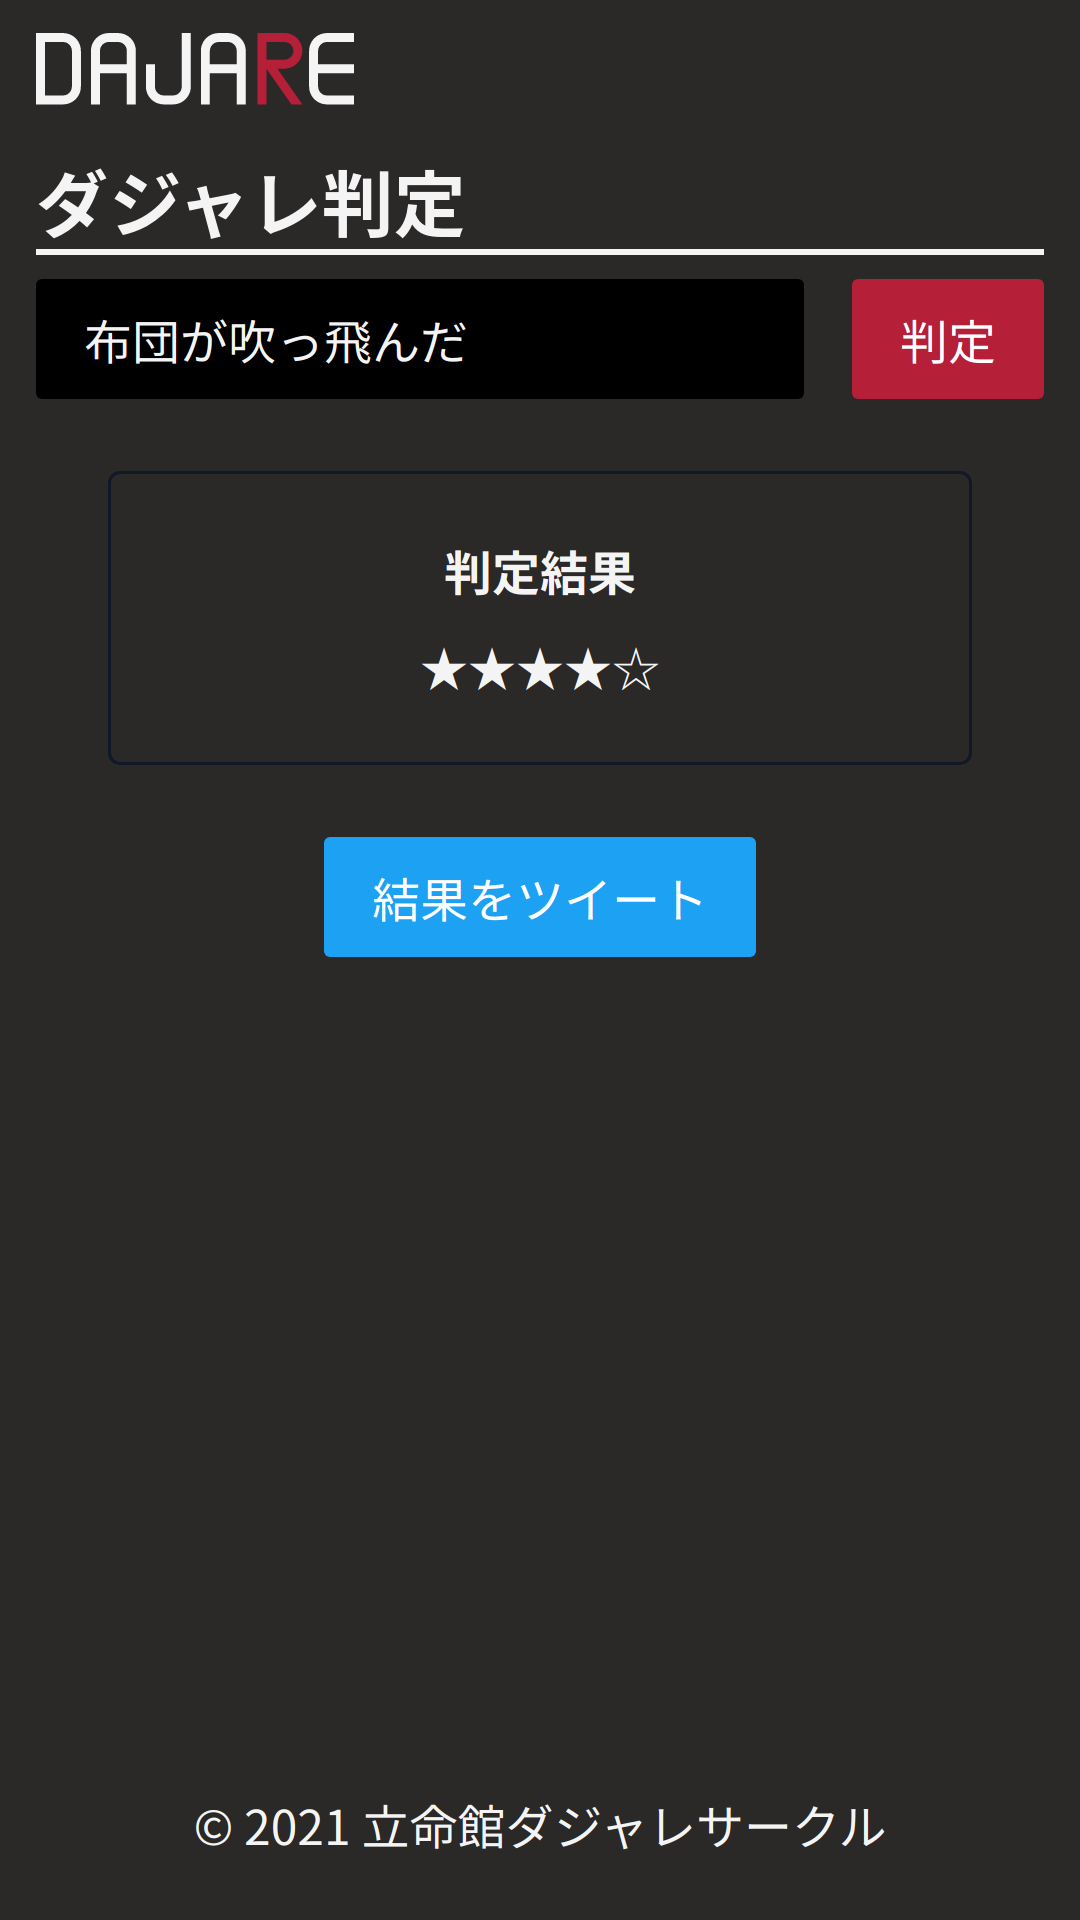 DAJARE
ダジャレ判定
布団が吹っ飛んだ
判定
判定結果
★★★★☆
結果をツイート
© 2021 立命館ダジャレサークル